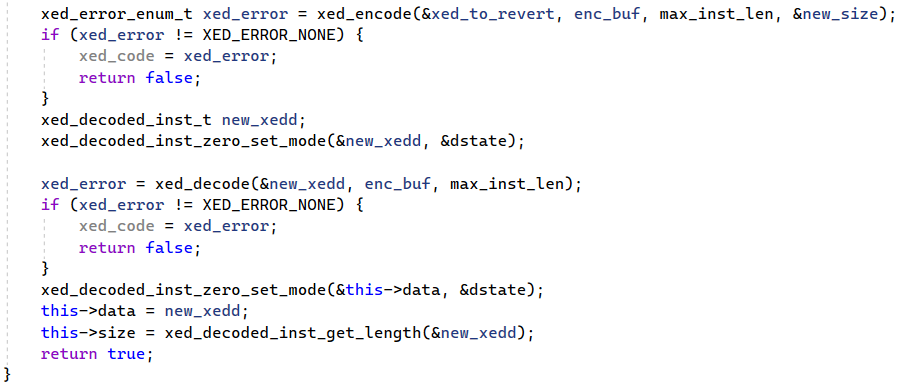 xed_error_enum_t xed_error = xed_encode(&xed_to_revert, enc_buf, max_inst_len, &new_size);
if (xed_error != XED_ERROR_NONE) {
xed_code = xed_error;
return false;
}
xed_decoded_inst_t new_xedd;
xed_decoded_inst_zero_set_mode(&new_xedd, &dstate);
xed_error = xed_decode(&new_xedd, enc_buf, max_inst_len);
if (xed_error != XED_ERROR_NONE) {
xed_code = xed_error;
return false;
}
xed_decoded_inst_zero_set_mode(&this->data, &dstate);
this->data = new_xedd;
this->size = xed_decoded_inst_get_length(&new_xedd);
return true;
}